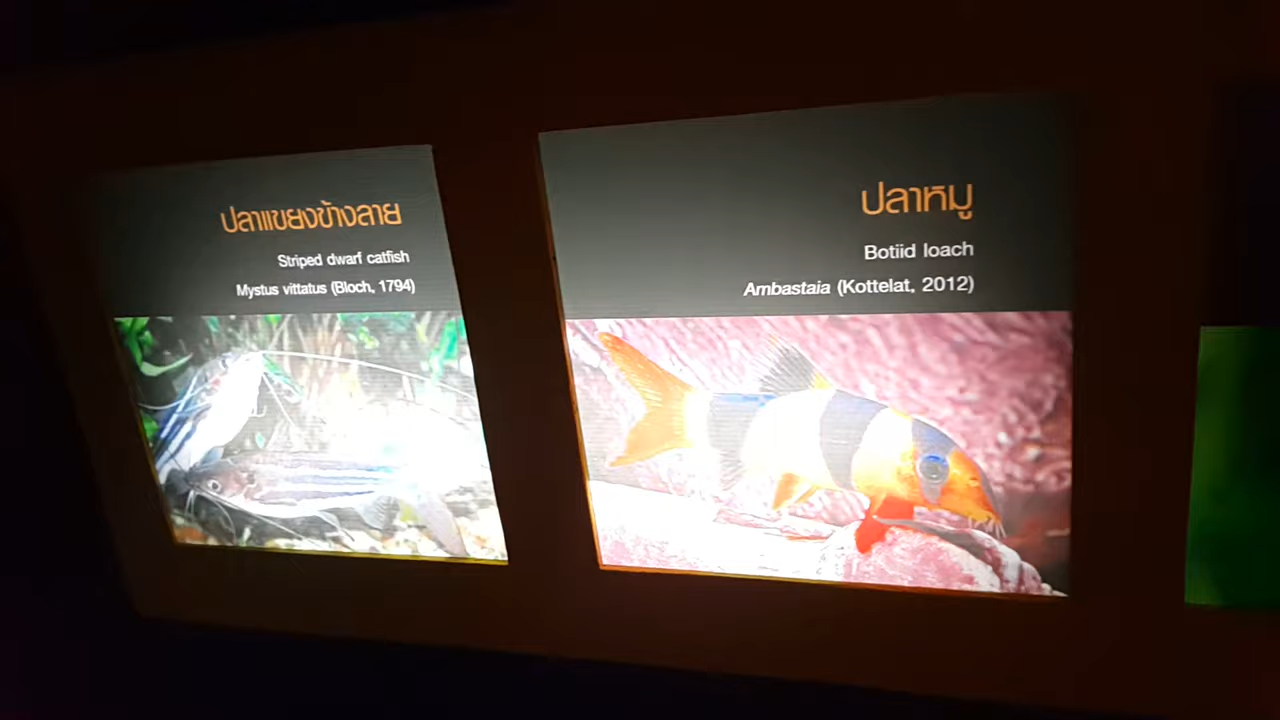 ปลาแขยงข้างลาย
Striped dwarf catfish
Mystus vittatus (Bloch, 1794)
ปลาหมู
Botiid loach
Ambastaia (Kottelat, 2012)